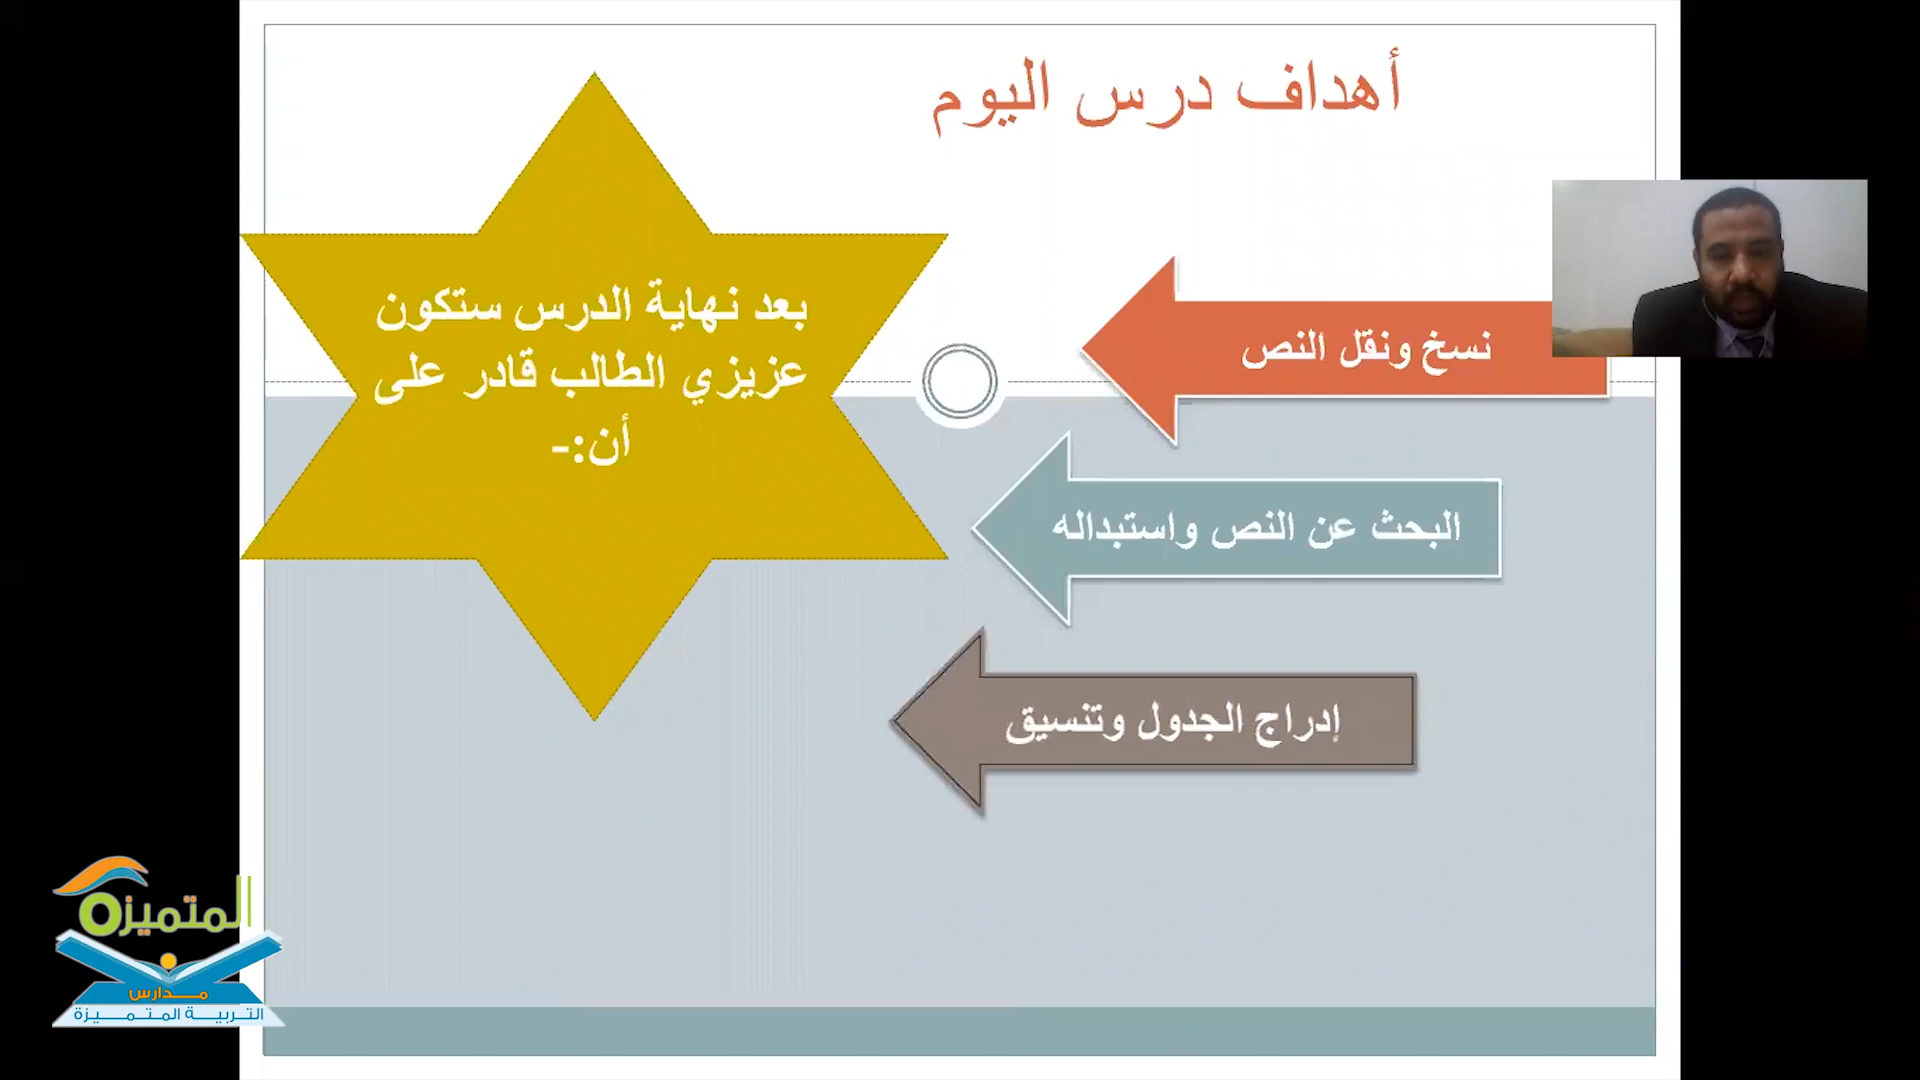 أهداف درس اليوم
بعد نهاية الدرس ستكون
عزيزي الطالب قادر على
أن:-
نسخ ونقل النص
البحث عن النص واستبداله
إدراج الجدول وتنسيق
المتميزة
مدارس
التربية المتميزة